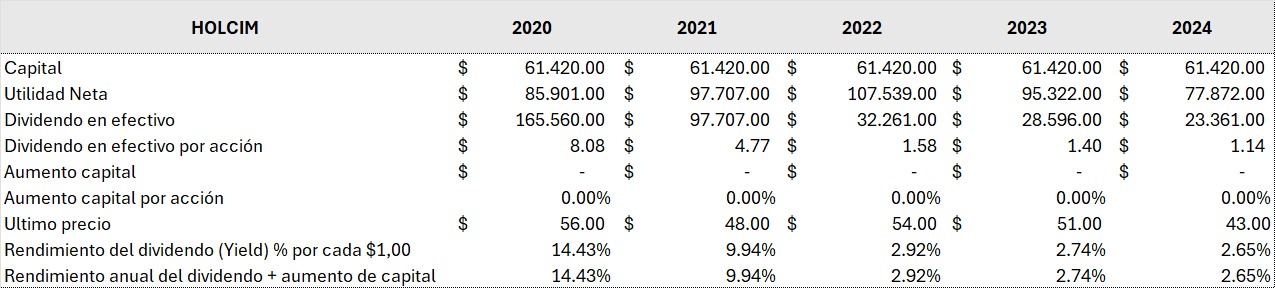 HOLCIM 2020 2021 2022 2023 2024
Capital $ 61.420.00 $ 61.420.00 $ 61.420.00 $ 61.420.00 $ 61.420.00
Utilidad Neta $ 85.901.00 $ 97.707.00 $ 107.539.00 $ 95.322.00 $ 77.872.00
Dividendo en efectivo $ 165.560.00 $ 97.707.00 $ 32.261.00 $ 28.596.00 $ 23.361.00
Dividendo en efectivo por acción $ 8.08 $ 4.77 $ 1.58 $ 1.40 $ 1.14
Aumento capital $ - $ - $ - $ - $ -
Aumento capital por acción 0.00% 0.00% 0.00% 0.00% 0.00%
Ultimo precio $ 56.00 $ 48.00 $ 54.00 $ 51.00 $ 43.00
Rendimiento del dividendo (Yield) % por cada $1,00 14.43% 9.94% 2.92% 2.74% 2.65%
Rendimiento anual del dividendo + aumento de capital 14.43% 9.94% 2.92% 2.74% 2.65%